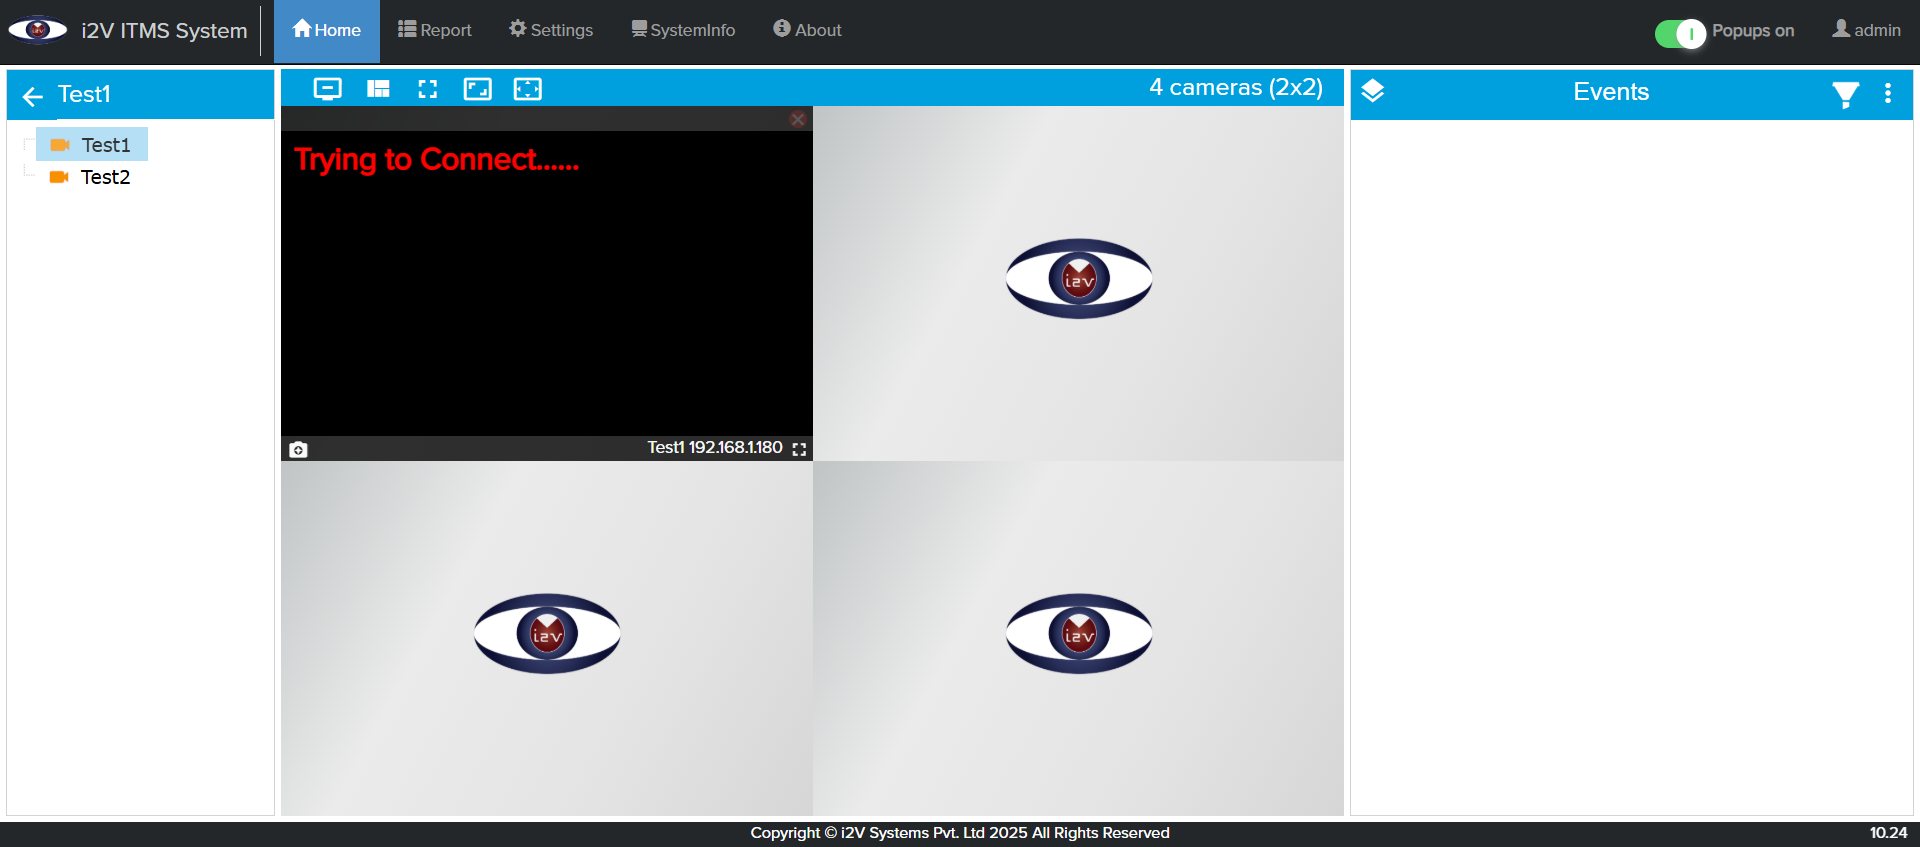 i2V ITMS System
Home
Report
Settings
SystemInfo
About
Popups on
admin
Test1
Test1
Test2
4 cameras (2x2)
Trying to Connect......
Test1 192.168.1.180
i2V
i2V
i2V
Events
Copyright © i2V Systems Pvt. Ltd 2025 All Rights Reserved
10.24